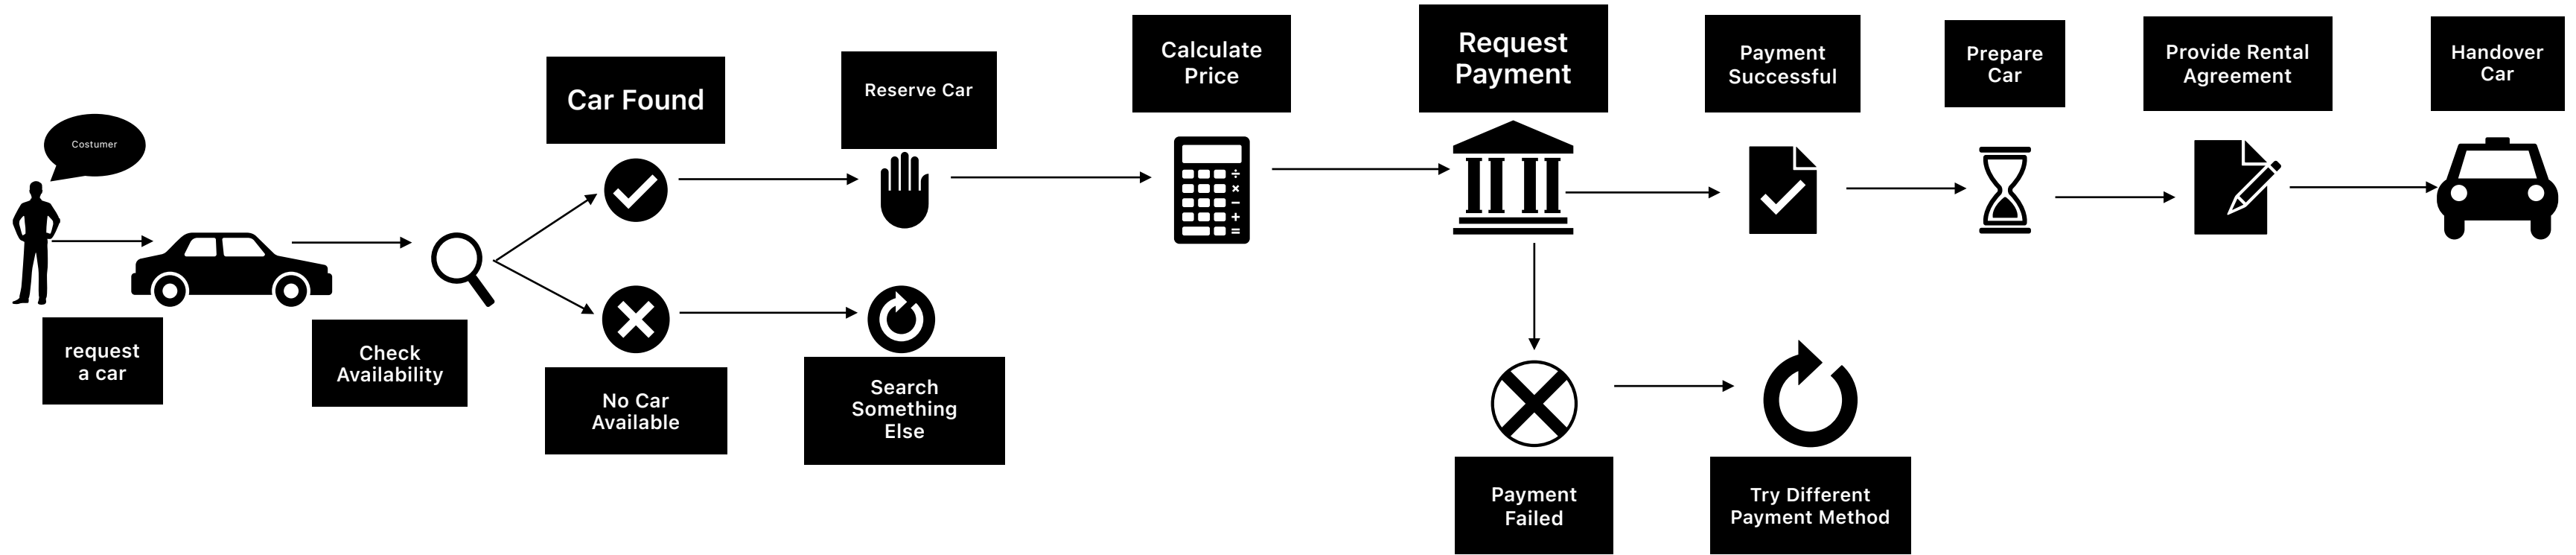 Costumer
request
a car
Check
Availability
Car Found
No Car
Available
Reserve Car
Search
Something
Else
Calculate
Price
÷
×
−
+
=
Request
Payment
Payment
Failed
Payment
Successful
Try Different
Payment Method
Prepare
Car
Provide Rental
Agreement
Handover
Car